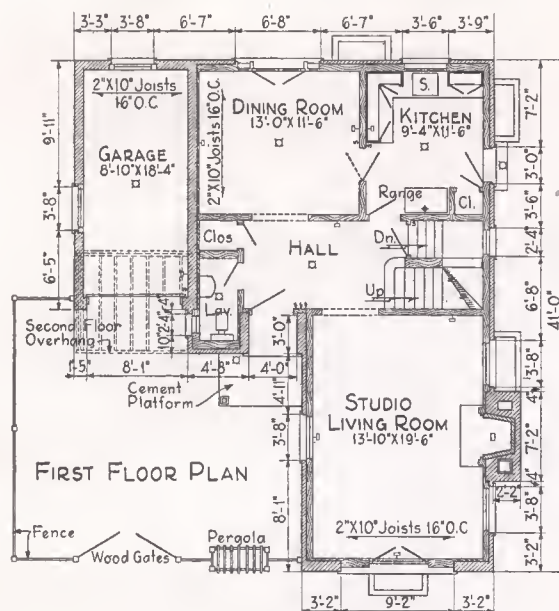 3'-3" 3'-8" 6'-7" 6'-8" 6'-7" 3'-6" 3'-9"
2"X10" Joists
16"O.C
GARAGE
8'-10"X18'-4"
2"X10"Joists 16"O.C
DINING ROOM
13'-0"X11'-6"
S.
KITCHEN
9'-4"X11'-6"
Range
Cl.
9'-11"
3'-8"
6'-5"
7'-2"
3'-0"
3'-6"
2'-4"
6'-8"
41'-0"
3'-8"
4"
7'-2"
4"
2'-2"
3'-8"
3'-2"
Clos
HALL
Dn.
Up
Lav.
Second Floor
Overhang
10" 2'-4" 4"
3'-0"
1'-5" 8'-1" 4'-8" 4'-0"
Cement
Platform
4'-11"
3'-8"
8'-1"
STUDIO
LIVING ROOM
13'-10"X19'-6"
FIRST FLOOR PLAN
Fence
Wood Gates
Pergola
2"X10" Joists 16"O.C
3'-2" 9'-2" 3'-2"